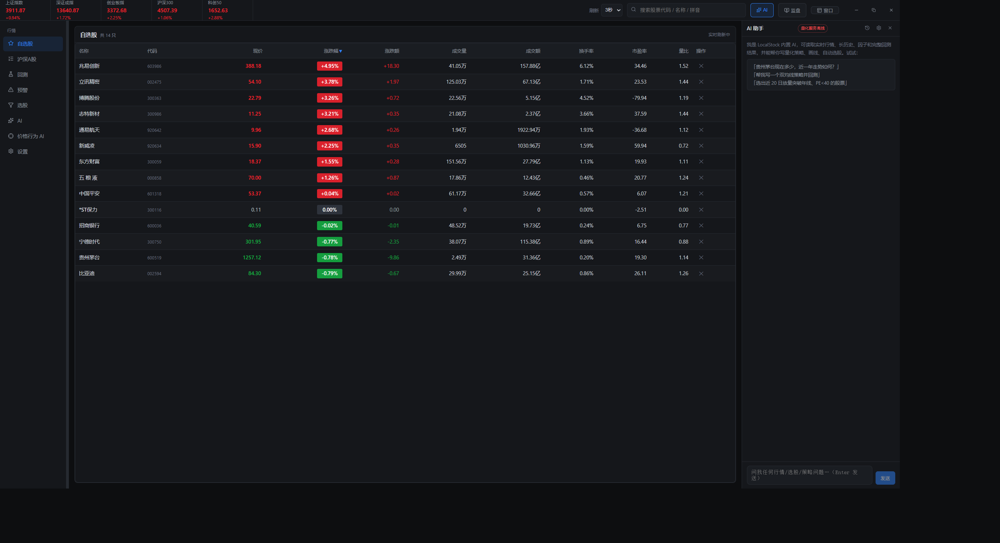 上证指数 深证成指 创业板指 沪深300 科创50
3911.87 13640.87 3372.68 4507.39 1652.63
+0.94% +1.72% +2.25% +1.06% +2.88%
刷新 3秒 搜索股票代码 / 名称 / 拼音 AI 监盘 窗口
行情
自选股
沪深A股
回测
预警
选股
AI
价格行为 AI
设置
自选股 共 14 只 实时刷新中
名称 代码 现价 涨跌幅▼ 涨跌额 成交量 成交额 换手率 市盈率 量比 操作
兆易创新 603986 388.18 +4.95% +18.30 41.05万 157.88亿 6.12% 34.46 1.52
立讯精密 002475 54.10 +3.78% +1.97 125.03万 67.13亿 1.71% 23.53 1.44
博腾股份 300363 22.79 +3.26% +0.72 22.56万 5.15亿 4.52% -79.94 1.19
志特新材 300986 11.25 +3.21% +0.35 21.08万 2.37亿 3.66% 37.59 1.44
通易航天 920642 9.96 +2.68% +0.26 1.94万 1922.94万 1.93% -36.68 1.12
新威凌 920634 15.90 +2.25% +0.35 6505 1030.96万 1.59% 59.94 0.72
东方财富 300059 18.37 +1.55% +0.28 151.56万 27.79亿 1.13% 19.93 1.11
五 粮 液 000858 70.00 +1.26% +0.87 17.86万 12.43亿 0.46% 20.77 1.24
中国平安 601318 53.37 +0.04% +0.02 61.17万 32.66亿 0.57% 6.07 1.21
*ST保力 300116 0.11 0.00% 0.00 0 0 0.00% -2.51 0.00
招商银行 600036 40.59 -0.02% -0.01 48.52万 19.73亿 0.24% 6.75 0.77
宁德时代 300750 301.95 -0.77% -2.35 38.07万 115.38亿 0.89% 16.44 0.88
贵州茅台 600519 1257.12 -0.78% -9.86 2.49万 31.36亿 0.20% 19.30 1.14
比亚迪 002594 84.30 -0.79% -0.67 29.99万 25.15亿 0.86% 26.11 1.26
AI 助手 量化服务离线
我是 LocalStock 内置 AI，可读取实时行情、长历史、因子和完整回测
结果，并能帮你写量化策略、画线、自动选股。试试：
「贵州茅台现在多少，近一年走势如何？」
「帮我写一个双均线策略并回测」
「选出近 20 日放量突破年线、PE<40 的股票」
问我任何行情/选股/策略问题…（Enter 发
送）
发送